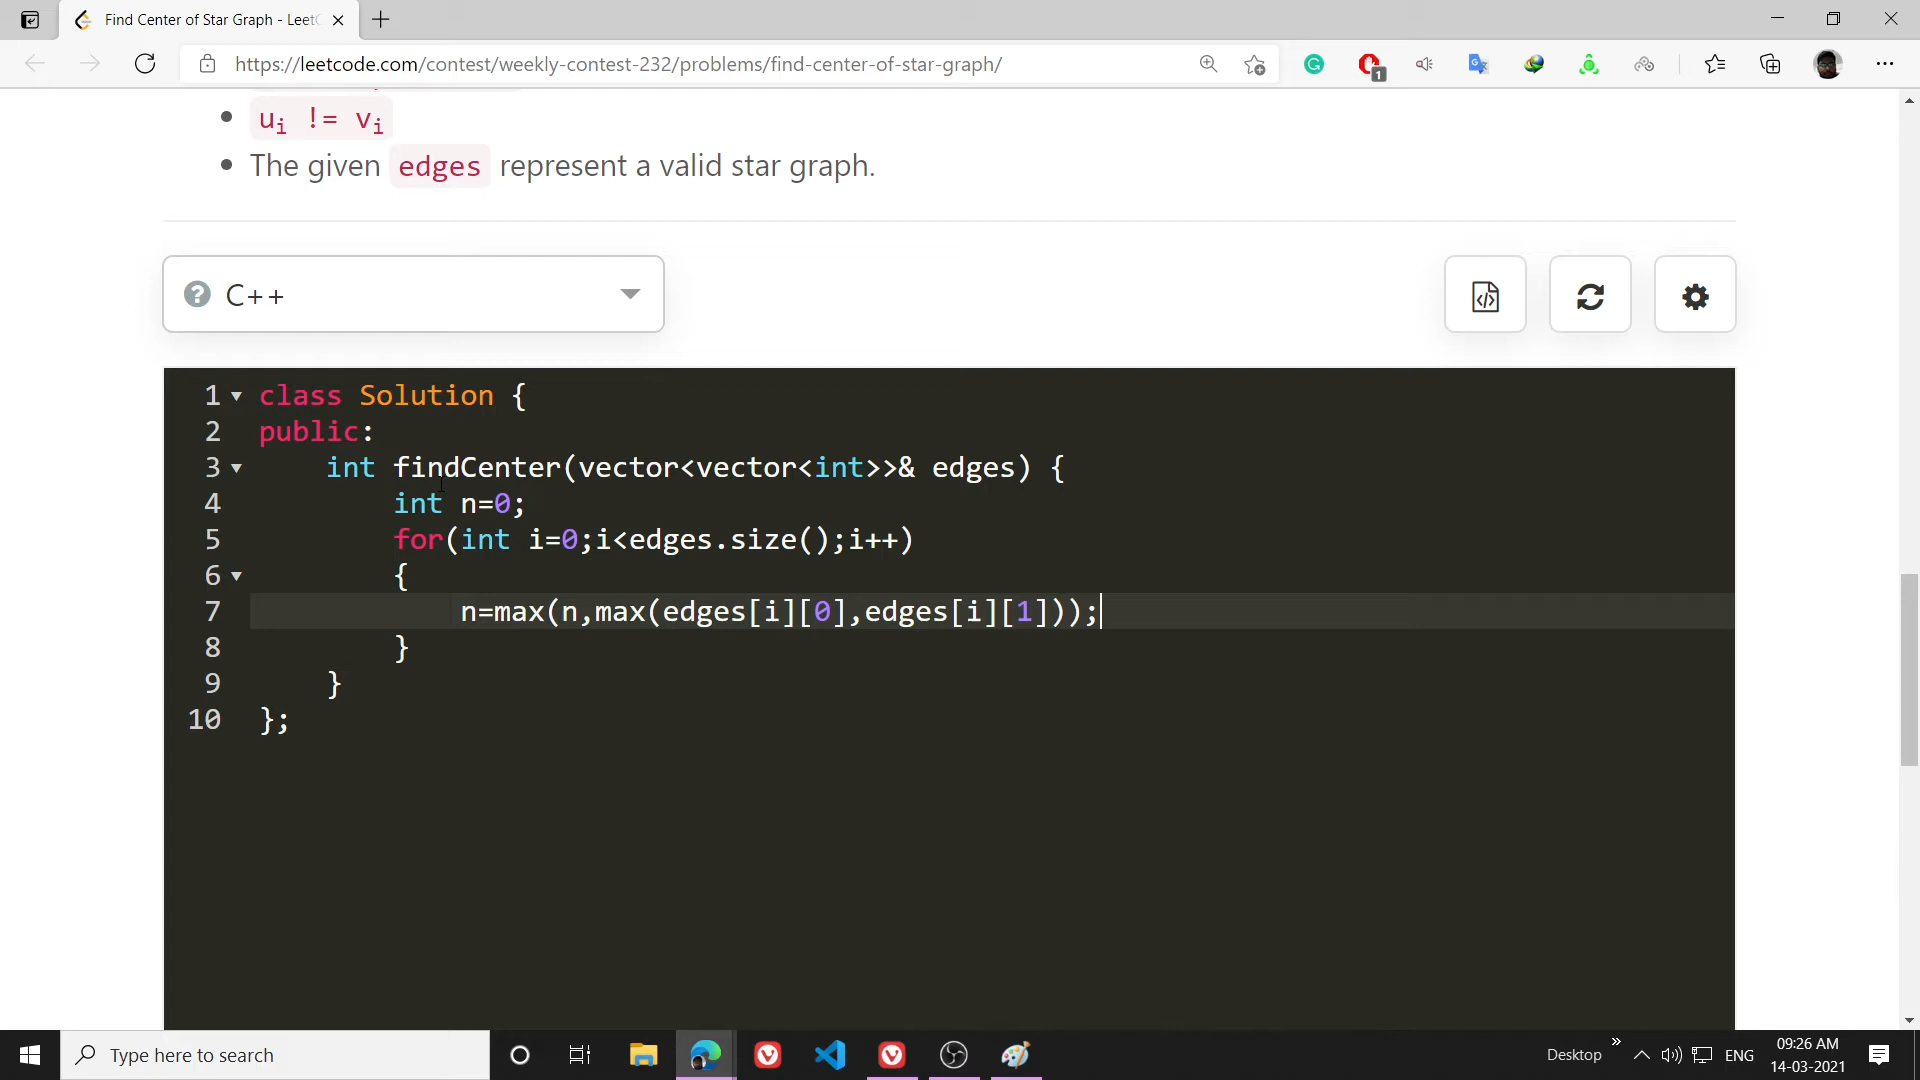 Find Center of Star Graph - LeetC
https://leetcode.com/contest/weekly-contest-232/problems/find-center-of-star-graph/
1
ui != vi
The given edges represent a valid star graph.
? C++
1 class Solution {
2 public:
3 int findCenter(vector<vector<int>>& edges) {
4 int n=0;
5 for(int i=0;i<edges.size();i++)
6 {
7 n=max(n,max(edges[i][0],edges[i][1]));
8 }
9 }
10 };
Type here to search
Desktop
ENG
09:26 AM
14-03-2021